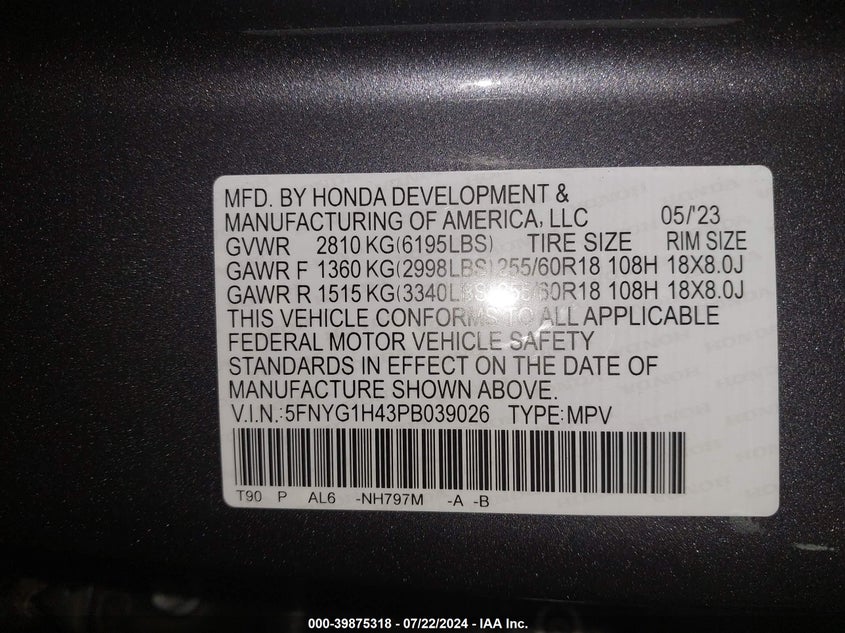 MFD. BY HONDA DEVELOPMENT &
MANUFACTURING OF AMERICA, LLC 05/'23
GVWR 2810 KG(6195LBS) TIRE SIZE RIM SIZE
GAWR F 1360 KG(2998LBS) 255/60R18 108H 18X8.0J
GAWR R 1515 KG(3340LBS) 255/60R18 108H 18X8.0J
THIS VEHICLE CONFORMS TO ALL APPLICABLE
FEDERAL MOTOR VEHICLE SAFETY
STANDARDS IN EFFECT ON THE DATE OF
MANUFACTURE SHOWN ABOVE.
V.I.N.:5FNYG1H43PB039026 TYPE:MPV
T90 P AL6 -NH797M -A -B
000-39875318 - 07/22/2024 - IAA Inc.